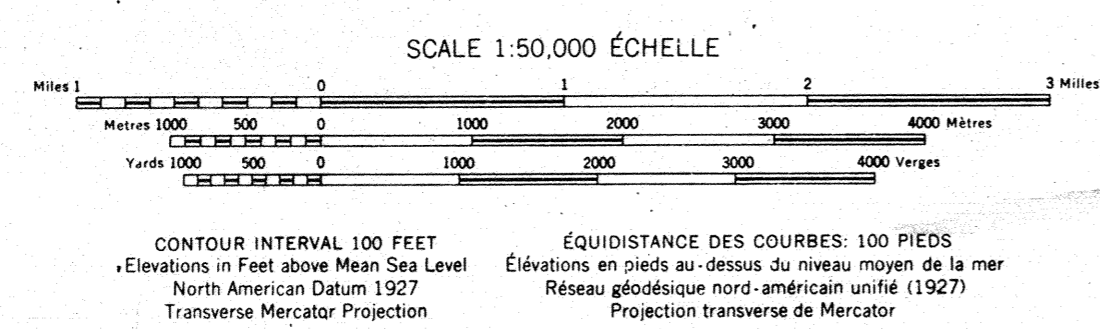 SCALE 1:50,000 ÉCHELLE
Miles 1 0 1 2 3 Milles
Metres 1000 500 0 1000 2000 3000 4000 Mètres
Yards 1000 500 0 1000 2000 3000 4000 Verges
CONTOUR INTERVAL 100 FEET
Elevations in Feet above Mean Sea Level
North American Datum 1927
Transverse Mercator Projection
ÉQUIDISTANCE DES COURBES: 100 PIEDS
Élévations en pieds au-dessus du niveau moyen de la mer
Réseau géodésique nord-américain unifié (1927)
Projection transverse de Mercator